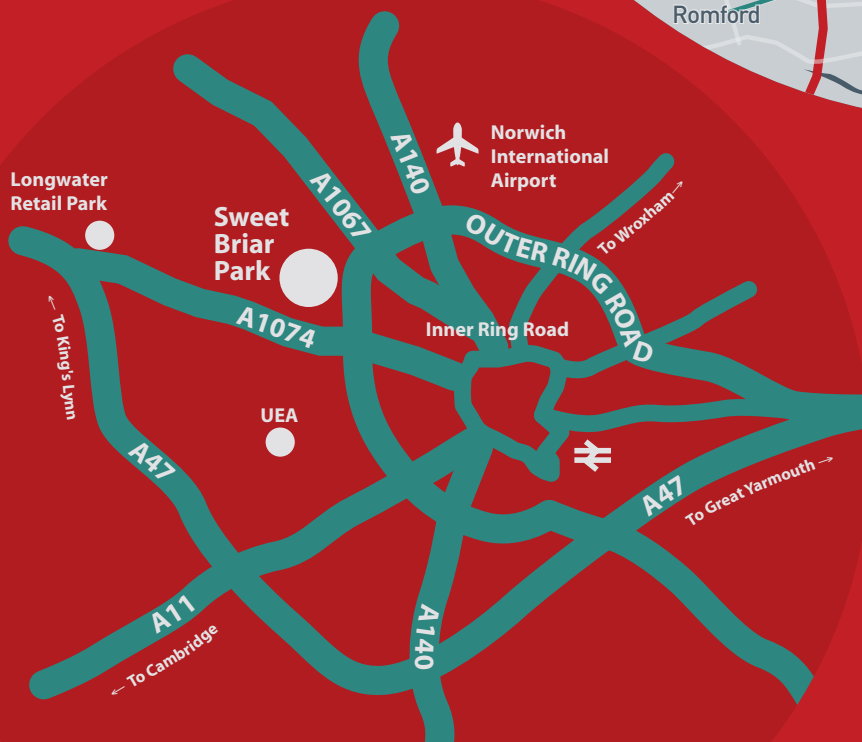 Romford
Norwich
International
Airport
A140
A1067
Longwater
Retail Park
Sweet
Briar
Park
To Wroxham
OUTER RING ROAD
A1074
Inner Ring Road
To King's Lynn
UEA
A47
A47
To Great Yarmouth
A11
To Cambridge
A140